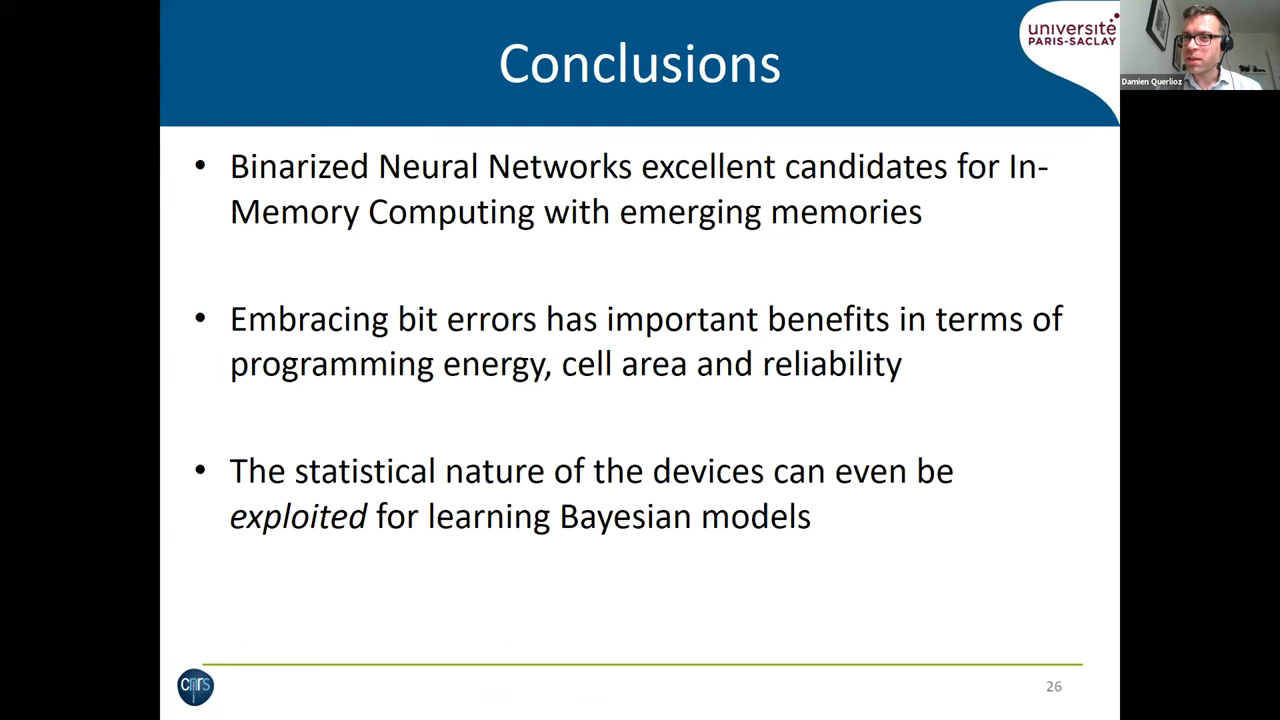 Conclusions
université
PARIS-SACLAY
Damien Querlioz
• Binarized Neural Networks excellent candidates for In-
Memory Computing with emerging memories
• Embracing bit errors has important benefits in terms of
programming energy, cell area and reliability
• The statistical nature of the devices can even be
exploited for learning Bayesian models
cnrs
26